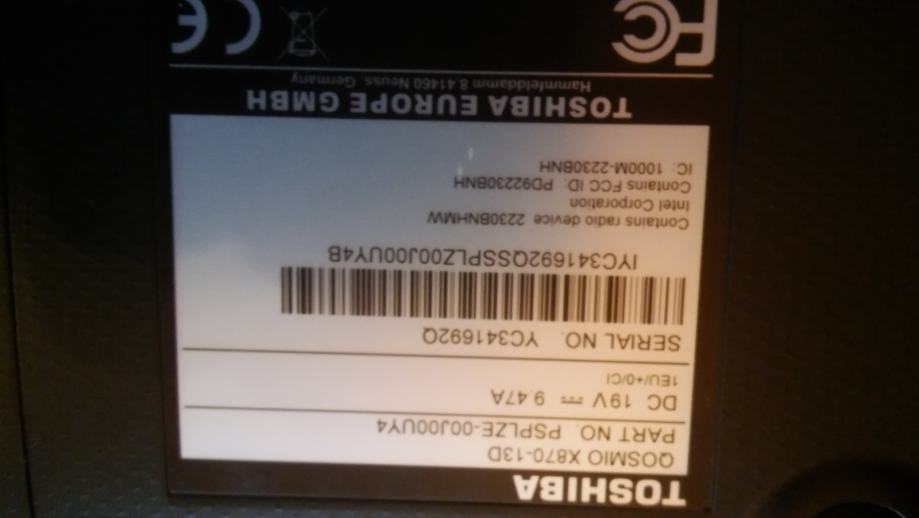 TOSHIBA
QOSMIO X870-13D
PART NO. PSPLZE-00J00UY4
DC 19V ⎓ 9.47A
1EU/+0/CI
SERIAL NO. YC341692Q
IYC341692QSSPLZ00J00UY4B
Contains radio device 2230BNHMW
Intel Corporation
Contains FCC ID: PD92230BNH
IC: 1000M-2230BNH
TOSHIBA EUROPE GMBH
Hammfelddamm 8.41460 Neuss. Germany
FC CE